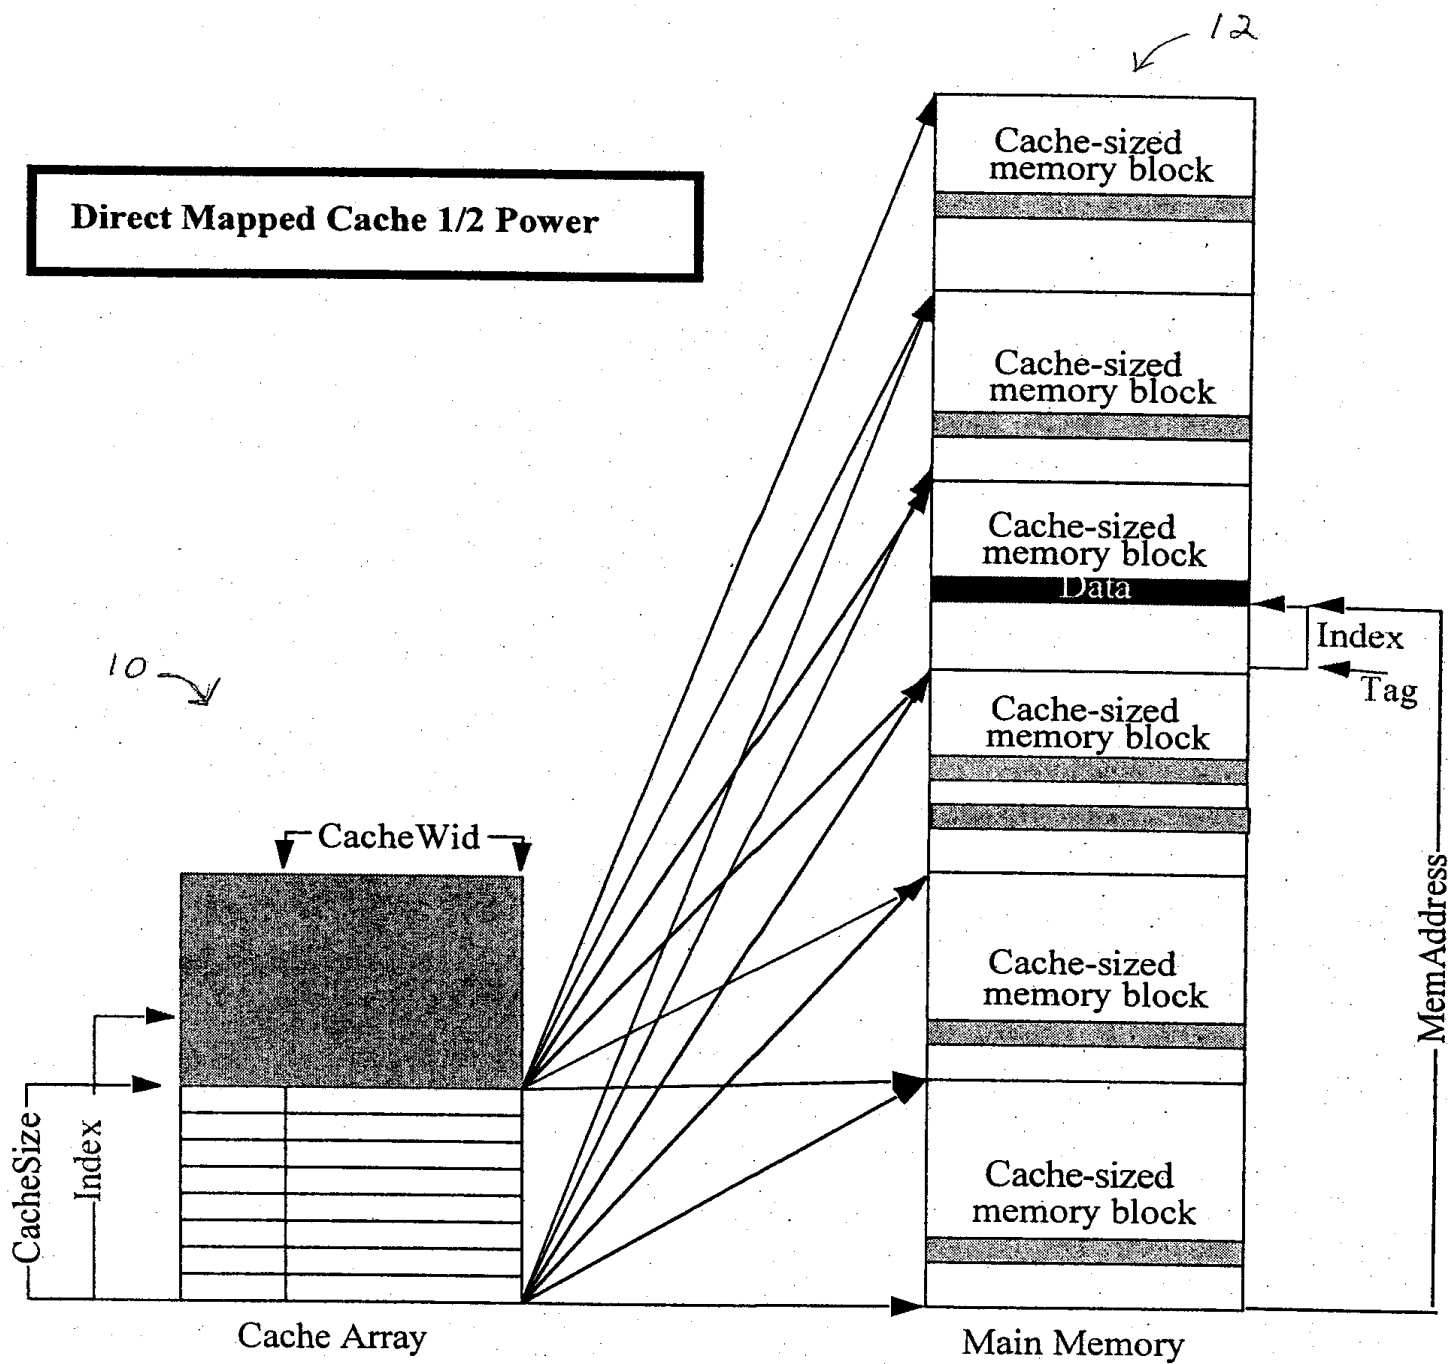 12
Direct Mapped Cache 1/2 Power
Cache-sized
memory block
Cache-sized
memory block
Cache-sized
memory block
Data
Index
Tag
10
Cache-sized
memory block
CacheWid
MemAddress
Cache-sized
memory block
CacheSize
Index
Cache-sized
memory block
Cache Array
Main Memory